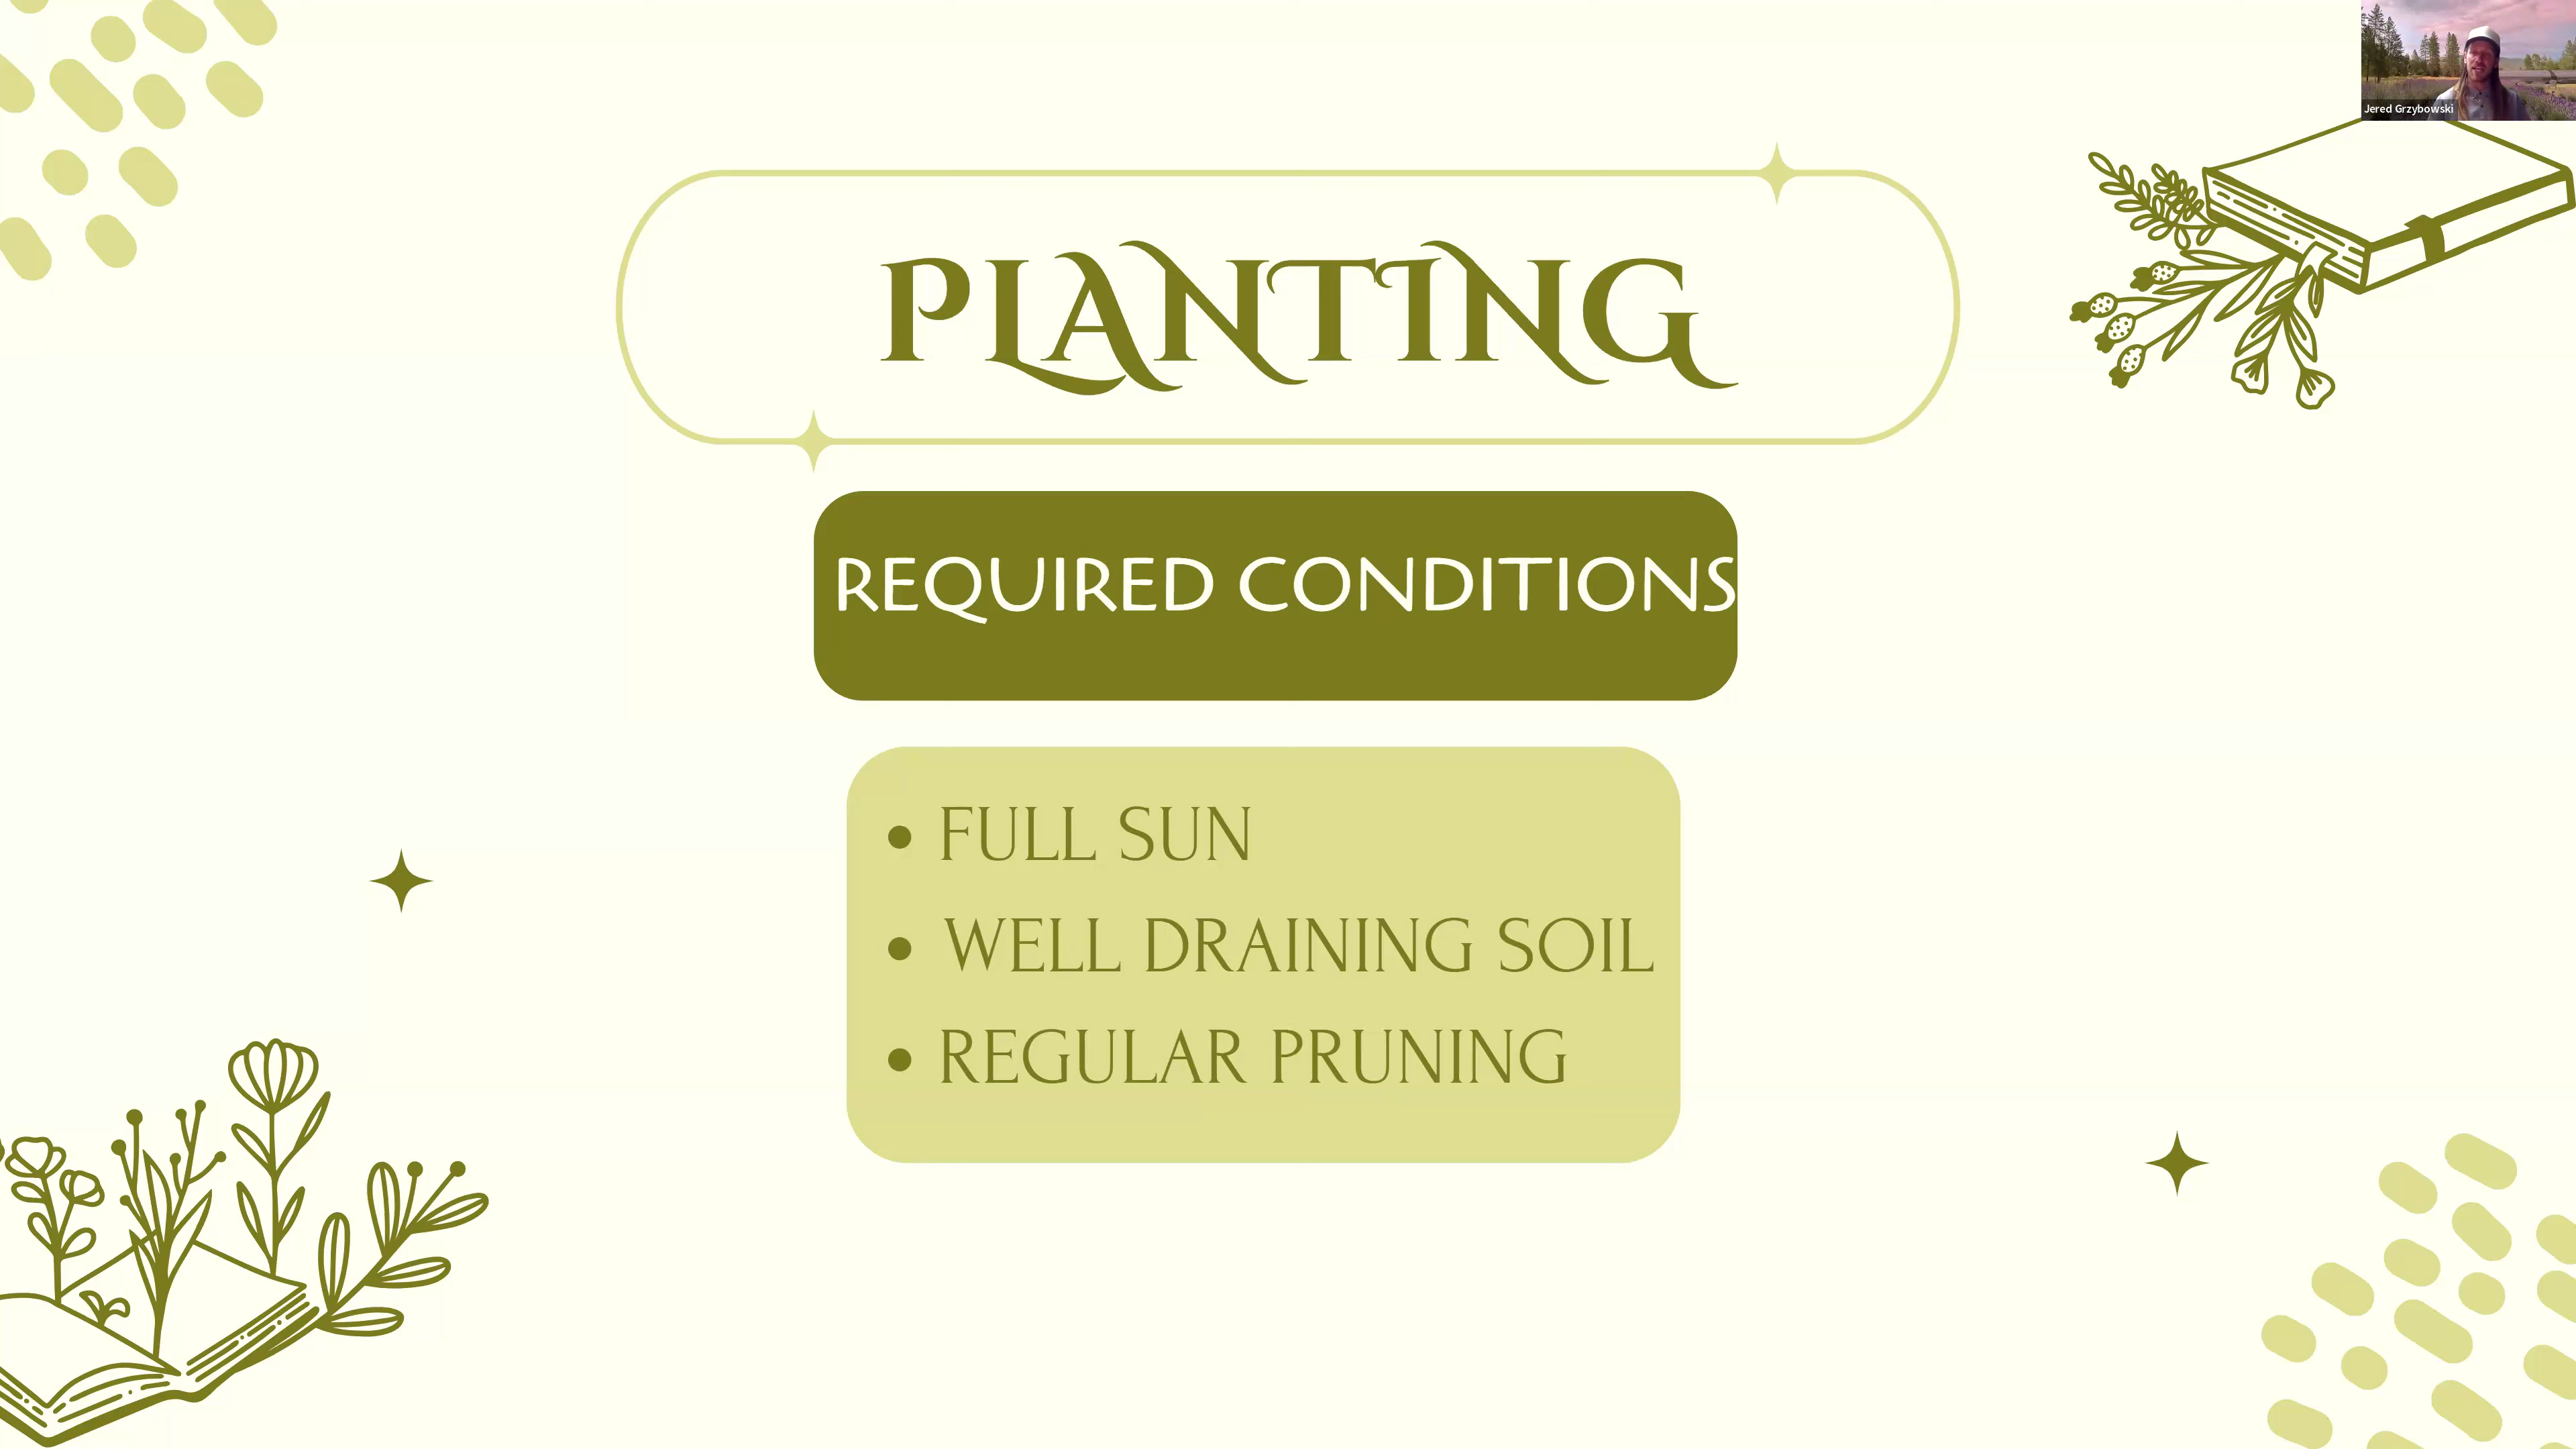 Jered Grzybowski
PLANTING
REQUIRED CONDITIONS
• FULL SUN
• WELL DRAINING SOIL
• REGULAR PRUNING